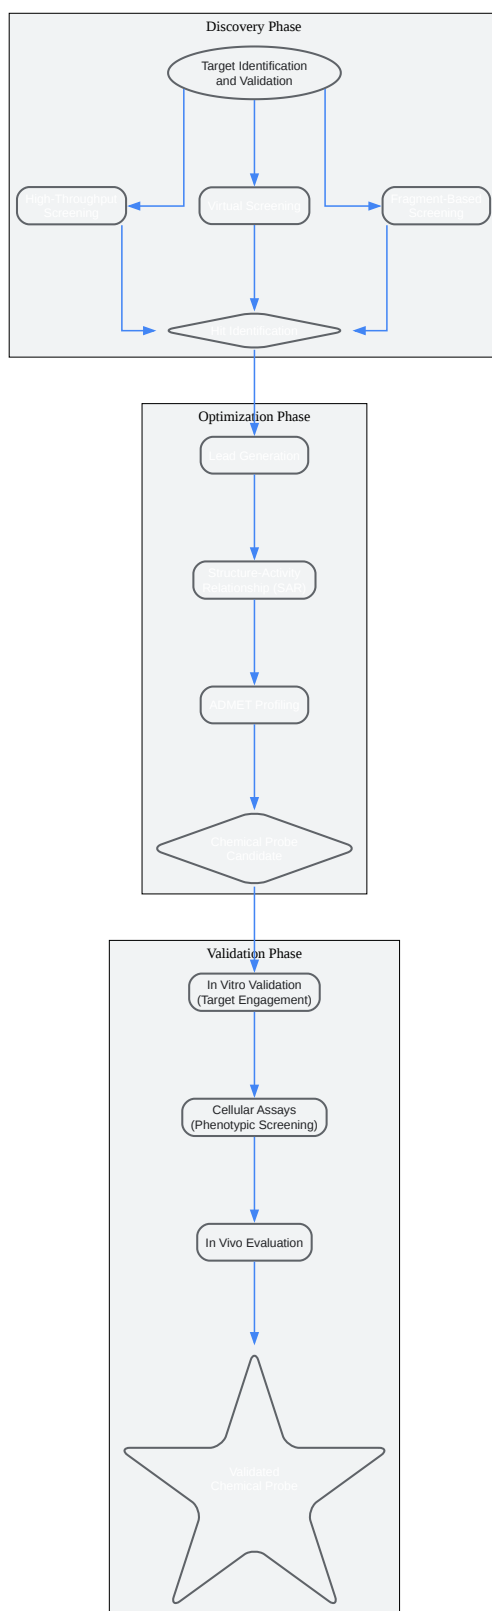 Discovery Phase
Target Identification
and Validation
High-Throughput
Screening
Virtual Screening
Fragment-Based
Screening
Hit Identification
Optimization Phase
Lead Generation
Structure-Activity
Relationship (SAR)
ADMET Profiling
Chemical Probe
Candidate
Validation Phase
In Vitro Validation
(Target Engagement)
Cellular Assays
(Phenotypic Screening)
In Vivo Evaluation
Validated
Chemical Probe